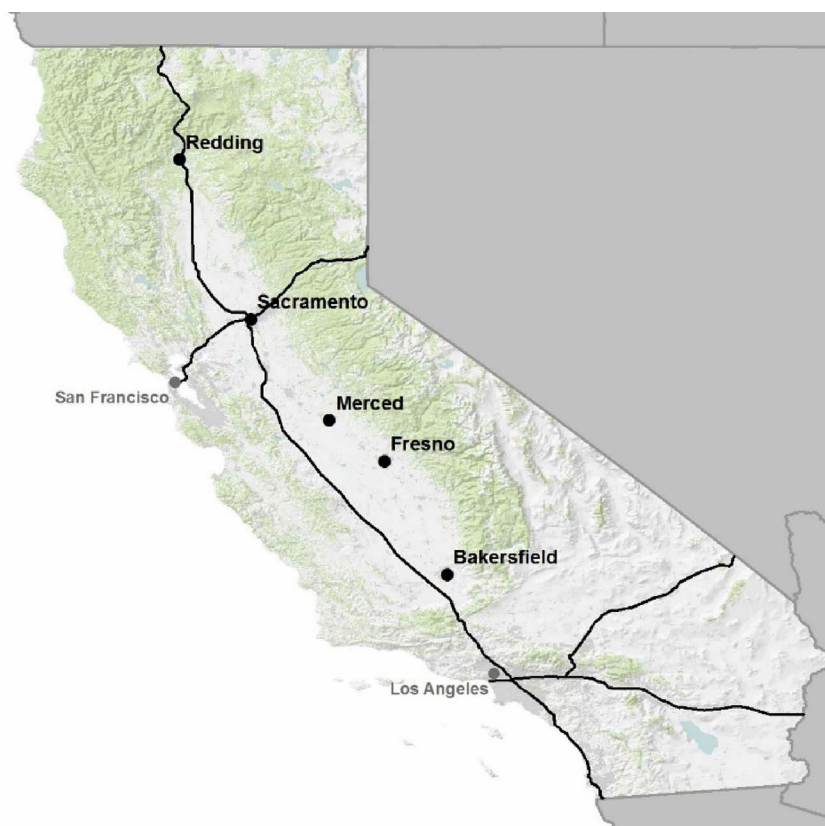 Redding
Sacramento
San Francisco
Merced
Fresno
Bakersfield
Los Angeles